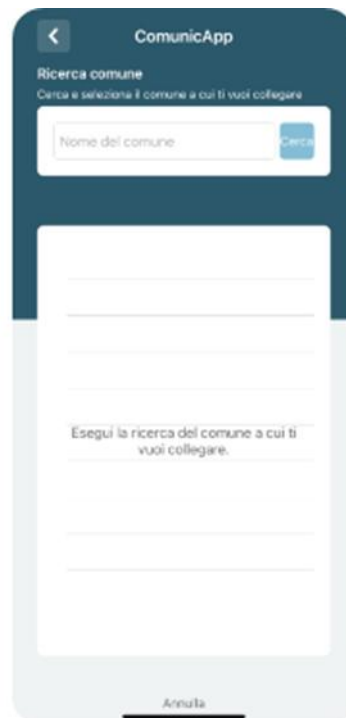 ComunicApp
Ricerca comune
Cerca e seleziona il comune a cui ti vuoi collegare
Nome del comune
Cerca
Esegui la ricerca del comune a cui ti
vuoi collegare.
Annulla